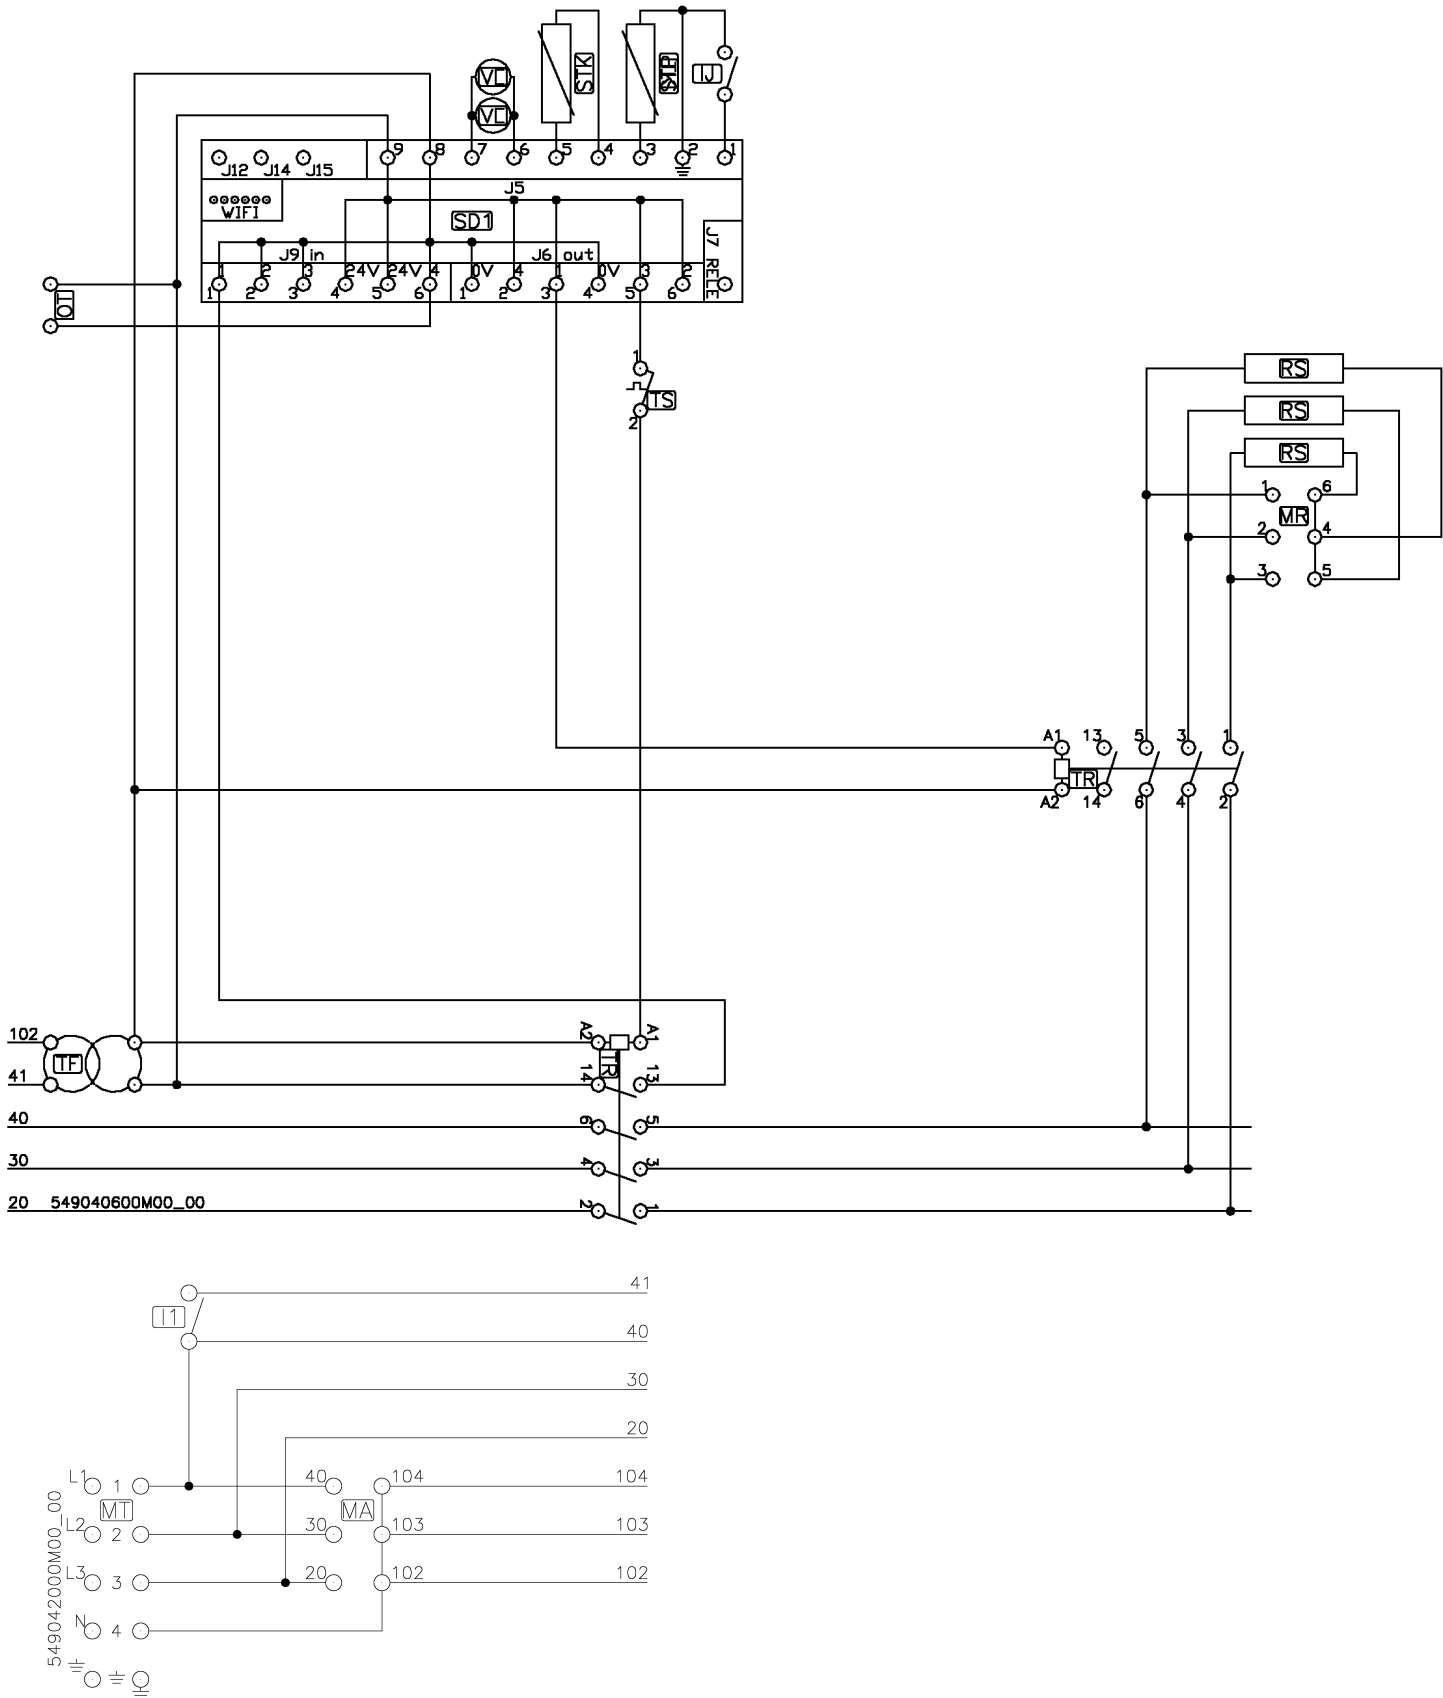 STK
IJ
VC
VC
9 8 7 6 5 4 3 2 1
J12 J14 J15
J5
WIFI
SD1
J7 RELE
J9 in
J6 out
1 2 3 24V 24V 4 0V 4 1 0V 3 2
1 2 3 4 5 6 1 2 3 4 5 6
OT
1
TS
2
RS
RS
RS
1 6
MR
2 4
3 5
A1 13 5 3 1
TR
A2 14 6 4 2
102
A2 A1
TF
TR
41
14 13
40
6 5
30
4 3
20 549040600M00_00
2 1
41
I1
40
30
20
L1 1 40 104 104
MT MA
L2 2 30 103 103
L3 3 20 102 102
N 4
549042000M00_00